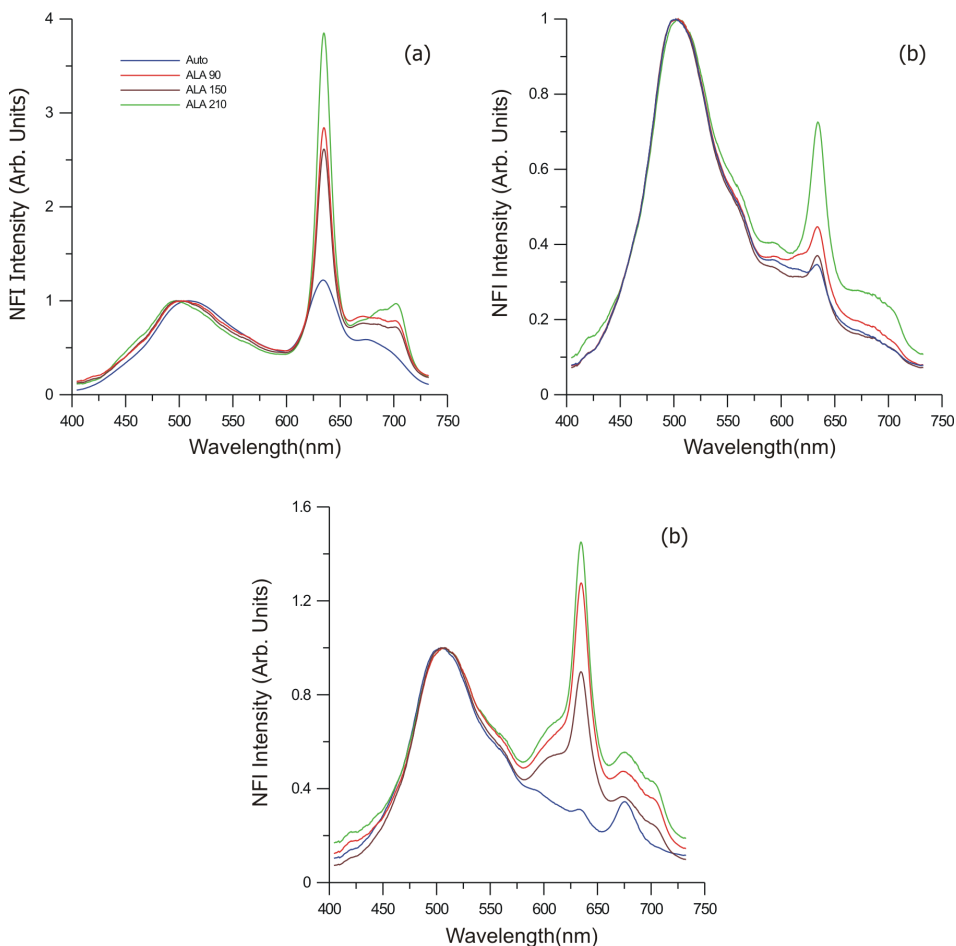 (a)
Auto
ALA 90
ALA 150
ALA 210
NFI Intensity (Arb. Units)
4
3
2
1
0
400 450 500 550 600 650 700 750
Wavelength(nm)
(b)
NFI Intensity (Arb. Units)
1
0.8
0.6
0.4
0.2
0
400 450 500 550 600 650 700 750
Wavelength(nm)
(b)
NFI Intensity (Arb. Units)
1.6
1.2
0.8
0.4
0
400 450 500 550 600 650 700 750
Wavelength(nm)